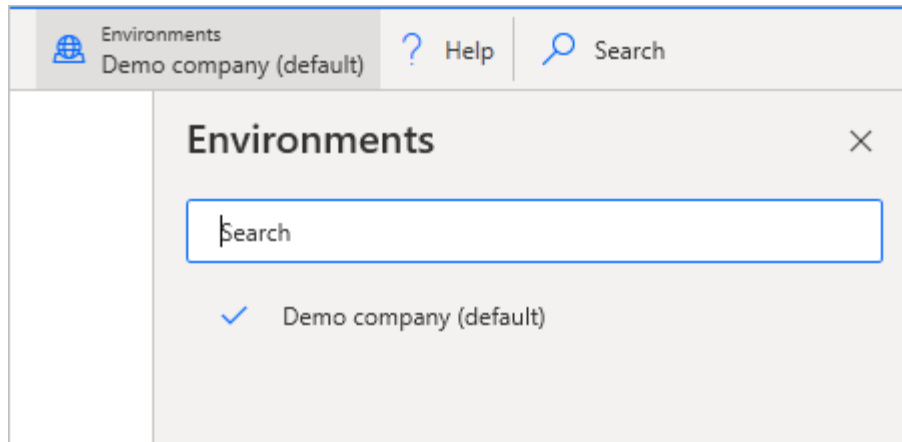 Environments
Demo company (default)
? Help
Search
Environments
Search
Demo company (default)